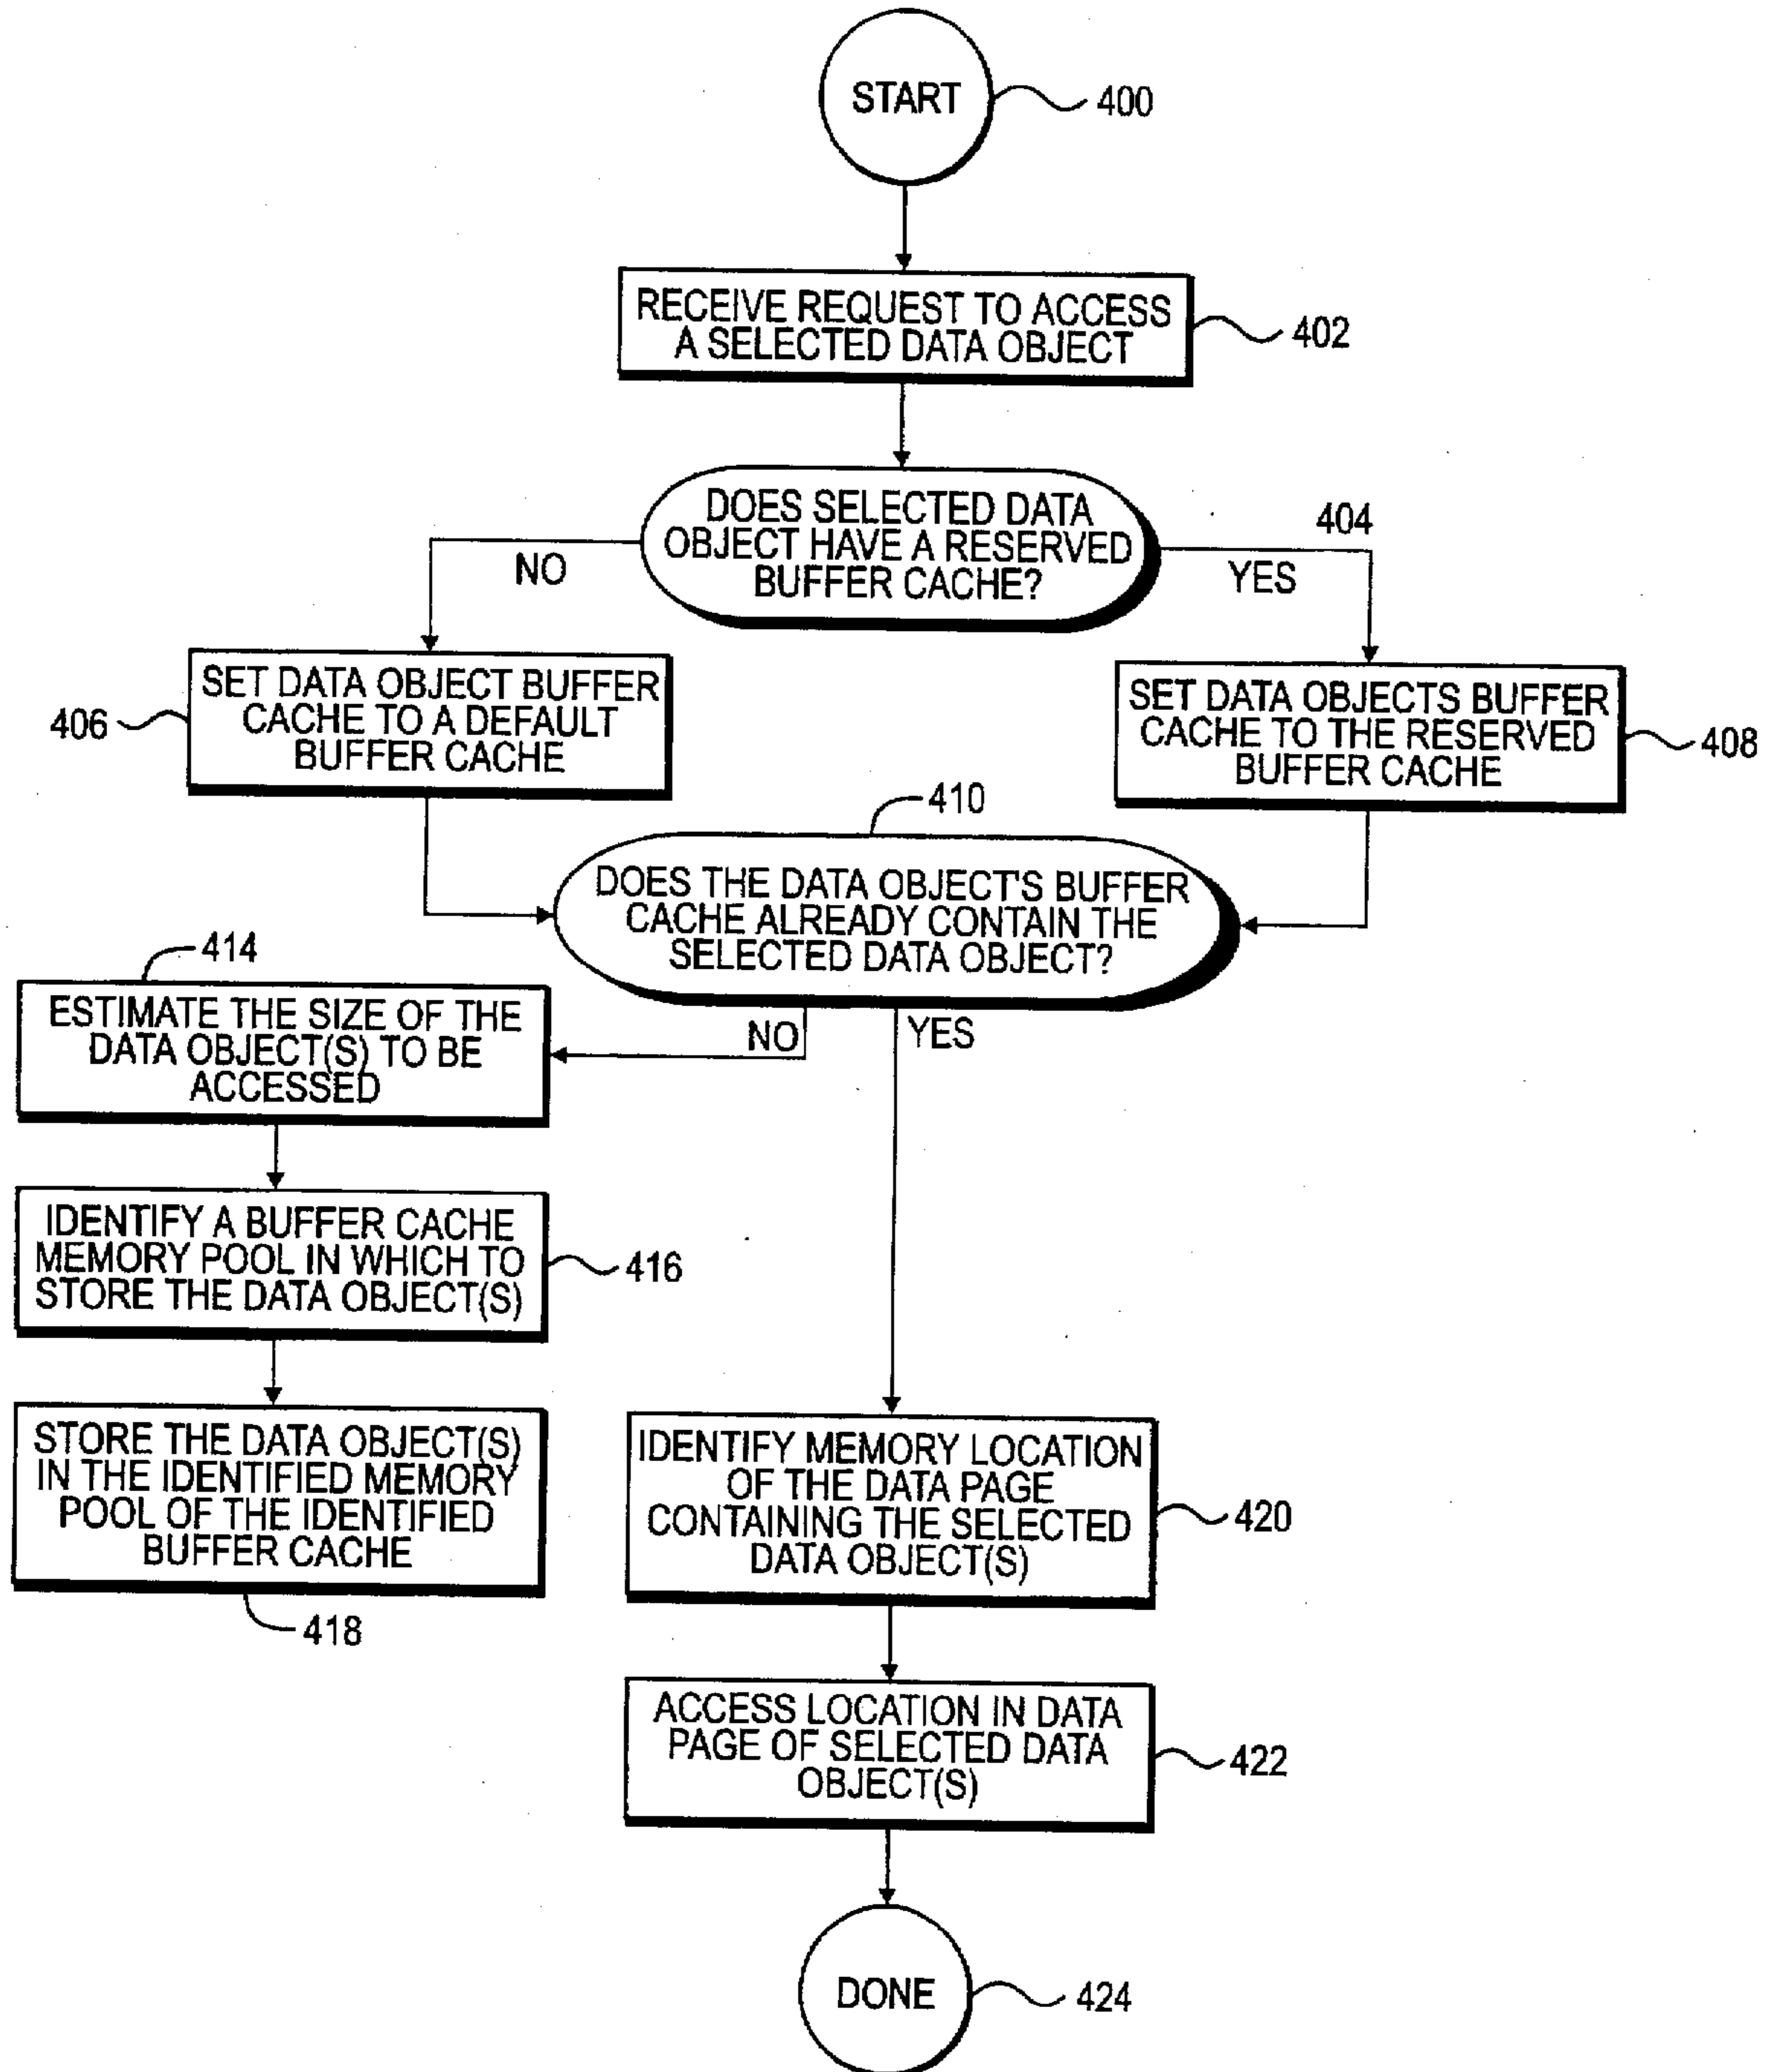 START
400
RECEIVE REQUEST TO ACCESS
A SELECTED DATA OBJECT
402
DOES SELECTED DATA
OBJECT HAVE A RESERVED
BUFFER CACHE?
404
NO
YES
SET DATA OBJECT BUFFER
CACHE TO A DEFAULT
BUFFER CACHE
406
SET DATA OBJECTS BUFFER
CACHE TO THE RESERVED
BUFFER CACHE
408
410
DOES THE DATA OBJECT'S BUFFER
CACHE ALREADY CONTAIN THE
SELECTED DATA OBJECT?
NO
YES
414
ESTIMATE THE SIZE OF THE
DATA OBJECT(S) TO BE
ACCESSED
IDENTIFY A BUFFER CACHE
MEMORY POOL IN WHICH TO
STORE THE DATA OBJECT(S)
416
STORE THE DATA OBJECT(S)
IN THE IDENTIFIED MEMORY
POOL OF THE IDENTIFIED
BUFFER CACHE
418
IDENTIFY MEMORY LOCATION
OF THE DATA PAGE
CONTAINING THE SELECTED
DATA OBJECT(S)
420
ACCESS LOCATION IN DATA
PAGE OF SELECTED DATA
OBJECT(S)
422
DONE
424